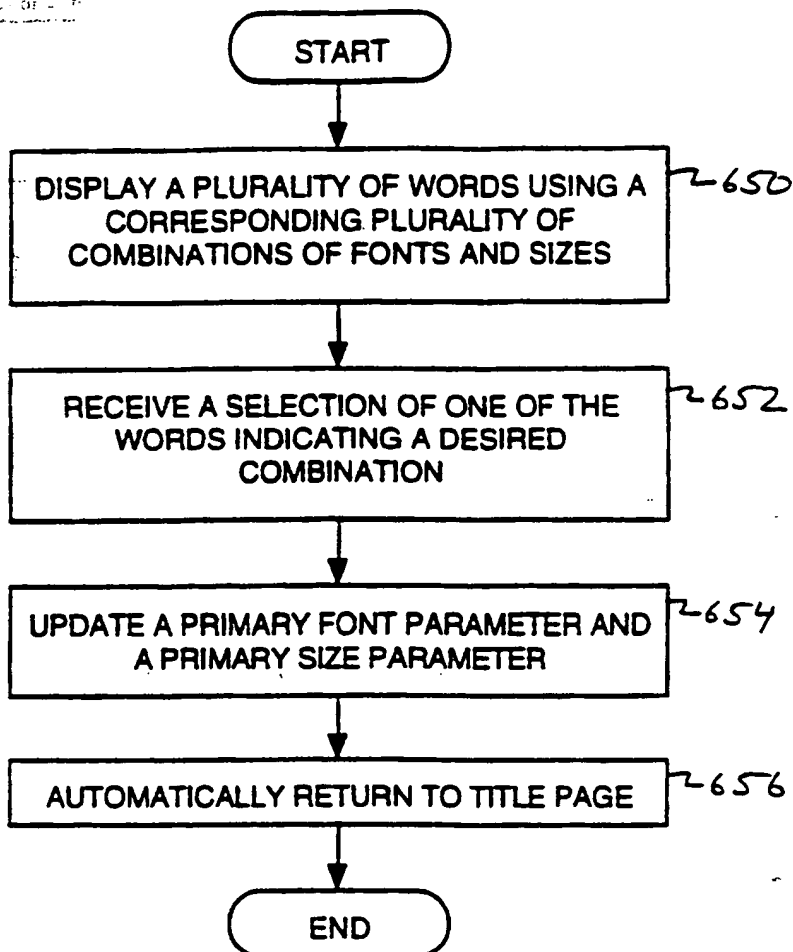 START
DISPLAY A PLURALITY OF WORDS USING A
CORRESPONDING PLURALITY OF
COMBINATIONS OF FONTS AND SIZES
650
RECEIVE A SELECTION OF ONE OF THE
WORDS INDICATING A DESIRED
COMBINATION
652
UPDATE A PRIMARY FONT PARAMETER AND
A PRIMARY SIZE PARAMETER
654
AUTOMATICALLY RETURN TO TITLE PAGE
656
END